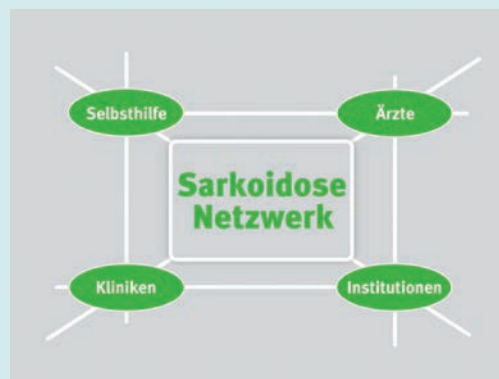 Selbsthilfe
Ärzte
Sarkoidose
Netzwerk
Kliniken
Institutionen